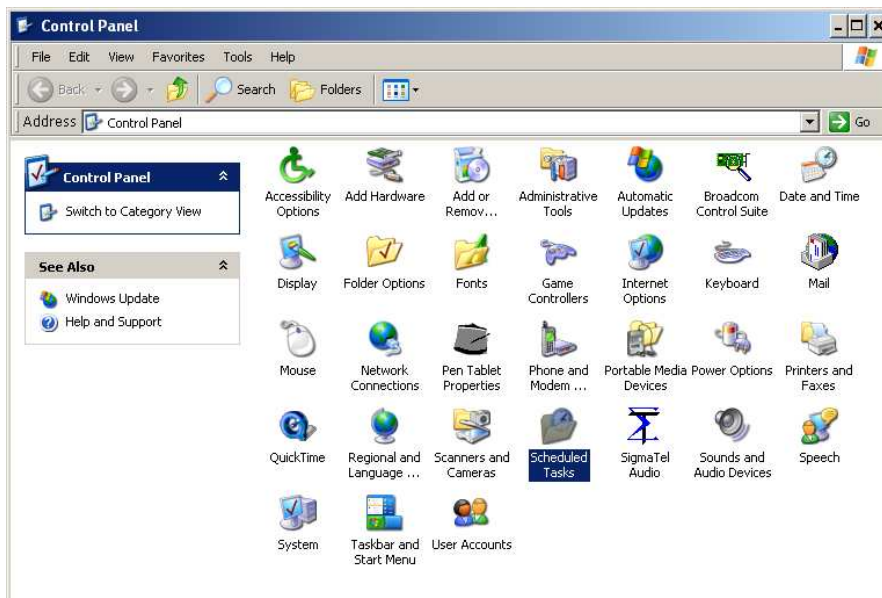 Control Panel
File Edit View Favorites Tools Help
Back Search Folders
Address Control Panel Go
Control Panel
Switch to Category View
See Also
Windows Update
Help and Support
Accessibility Options
Add Hardware
Add or Remov...
Administrative Tools
Automatic Updates
Broadcom Control Suite
Date and Time
Display
Folder Options
Fonts
Game Controllers
Internet Options
Keyboard
Mail
Mouse
Network Connections
Pen Tablet Properties
Phone and Modem ...
Portable Media Devices
Power Options
Printers and Faxes
QuickTime
Regional and Language ...
Scanners and Cameras
Scheduled Tasks
SigmaTel Audio
Sounds and Audio Devices
Speech
System
Taskbar and Start Menu
User Accounts